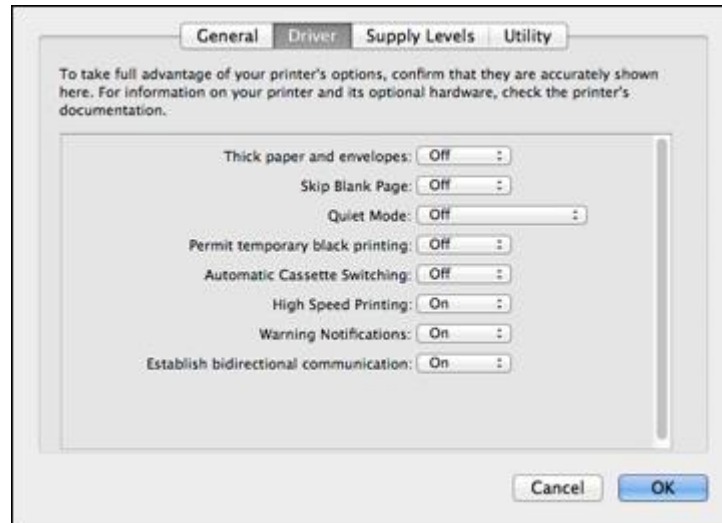 General Driver Supply Levels Utility
To take full advantage of your printer's options, confirm that they are accurately shown
here. For information on your printer and its optional hardware, check the printer's
documentation.
Thick paper and envelopes: Off
Skip Blank Page: Off
Quiet Mode: Off
Permit temporary black printing: Off
Automatic Cassette Switching: Off
High Speed Printing: On
Warning Notifications: On
Establish bidirectional communication: On
Cancel OK